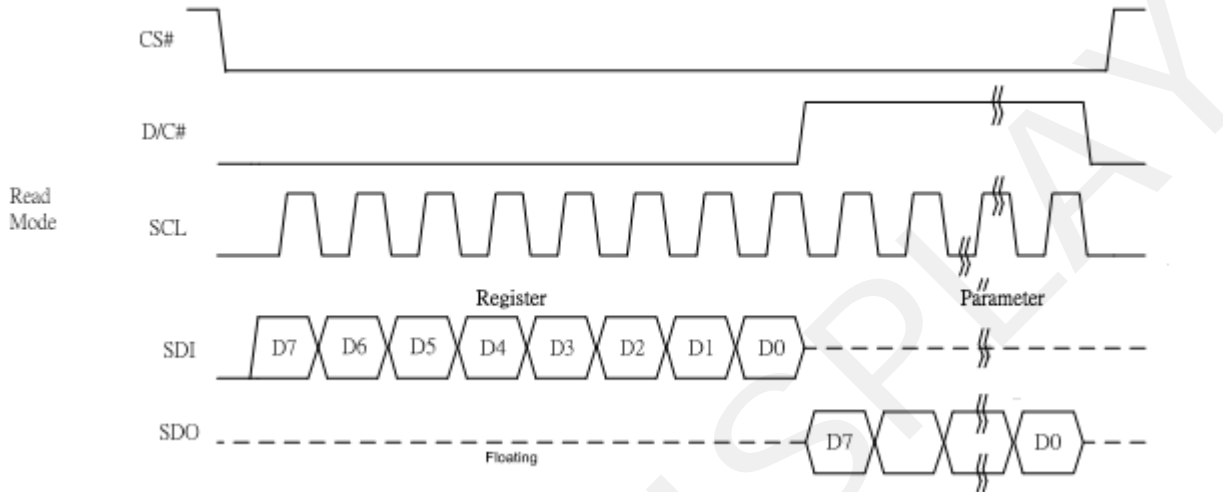 CS#
D/C#
Read
Mode
SCL
Register
Parameter
SDI
D7 D6 D5 D4 D3 D2 D1 D0
SDO
Floating
D7 D0
SPLAY